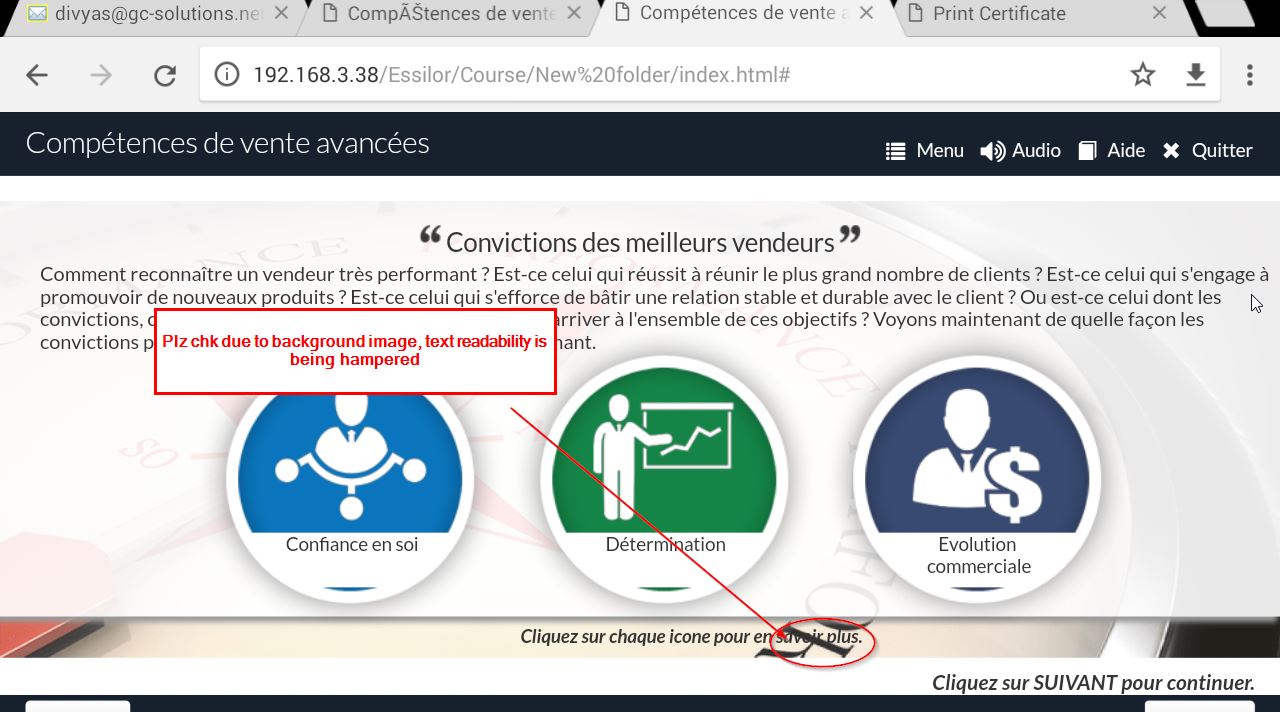 divyas@gc-solutions.net
CompÃŠtences de vente
Compétences de vente a
Print Certificate
192.168.3.38/Essilor/Course/New%20folder/index.html#
Compétences de vente avancées
Menu
Audio
Aide
Quitter
“ Convictions des meilleurs vendeurs ”
Comment reconnaître un vendeur très performant ? Est-ce celui qui réussit à réunir le plus grand nombre de clients ? Est-ce celui qui s'engage à
promouvoir de nouveaux produits ? Est-ce celui qui s'efforce de bâtir une relation stable et durable avec le client ? Ou est-ce celui dont les
convictions, arriver à l'ensemble de ces objectifs ? Voyons maintenant de quelle façon les
convictions
Plz chk due to background image, text readability is
being hampered
SO
PERFORMANCE
Confiance en soi
Détermination
Evolution
commerciale
Cliquez sur chaque icone pour en savoir plus.
Cliquez sur SUIVANT pour continuer.